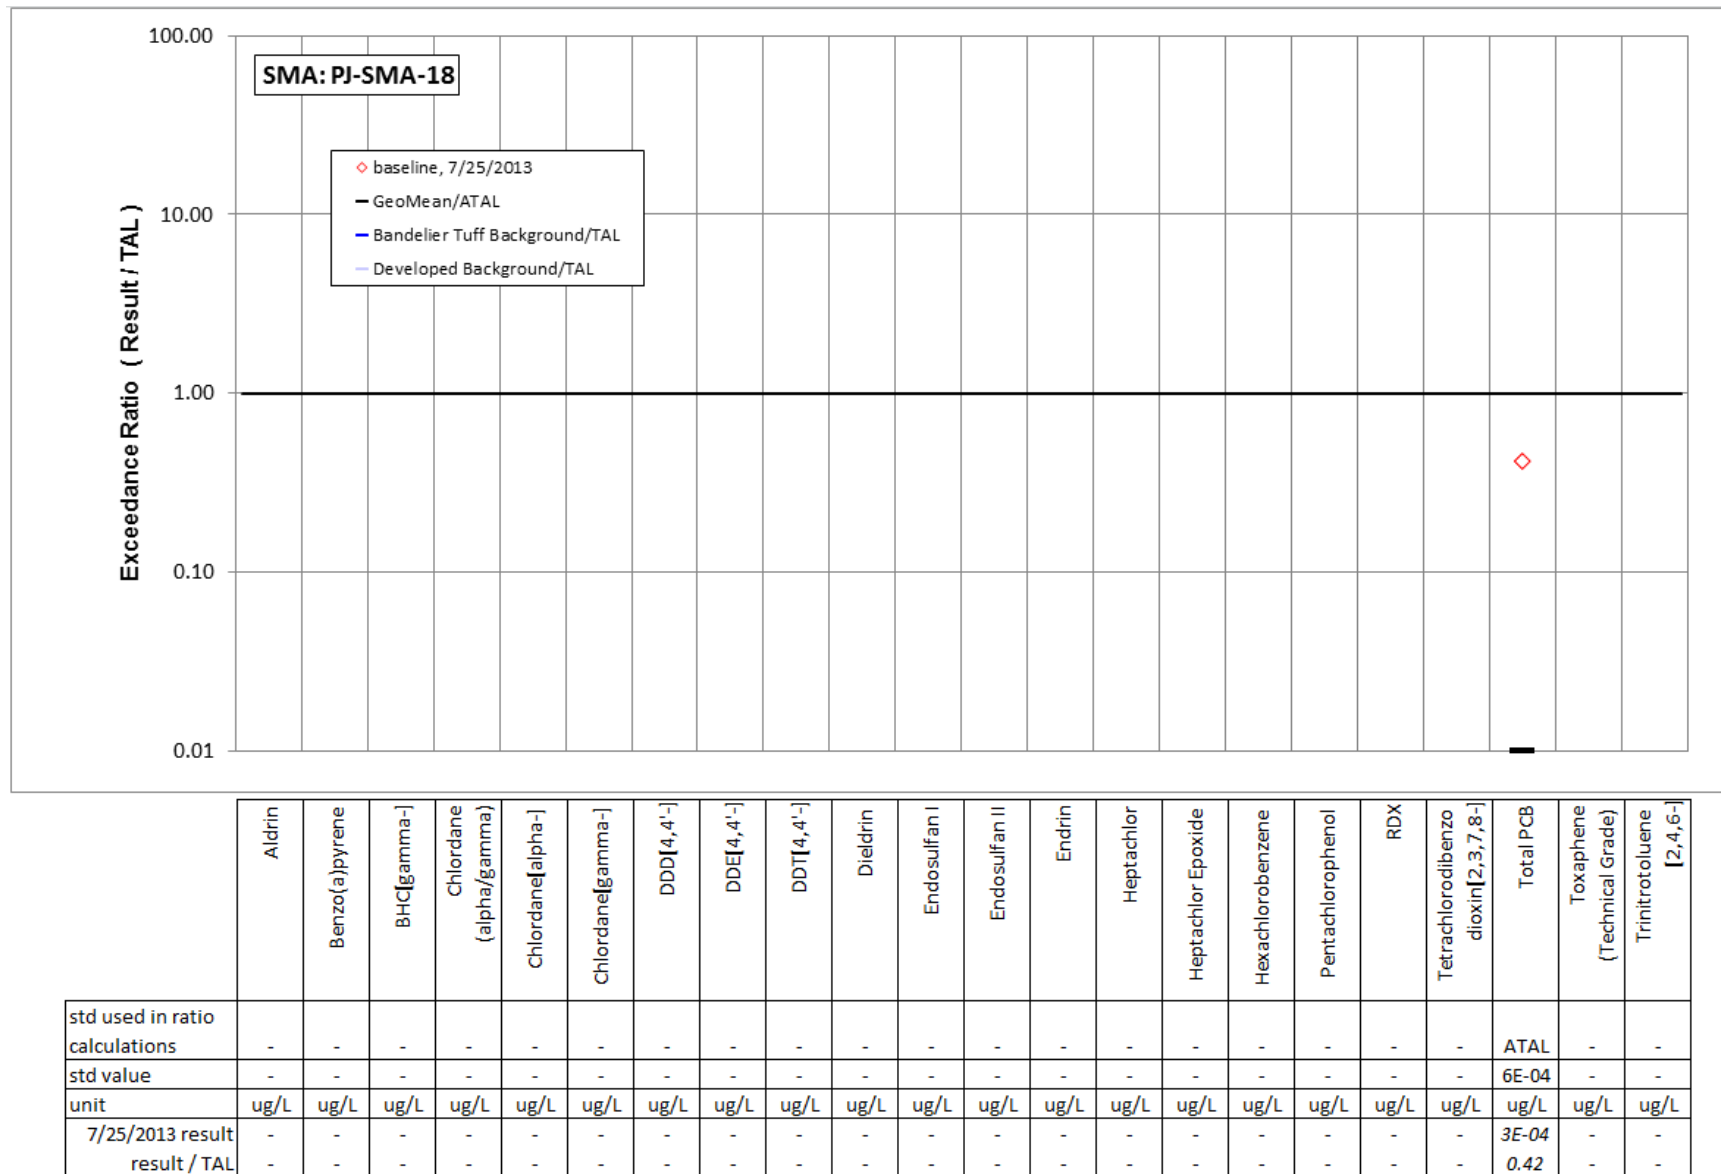 100.00
SMA: PJ-SMA-18
baseline, 7/25/2013
GeoMean/ATAL
Bandelier Tuff Background/TAL
Developed Background/TAL
10.00
1.00
0.10
0.01
Exceedance Ratio ( Result / TAL )
Aldrin
Benzo(a)pyrene
BHC[gamma-]
Chlordane
(alpha/gamma)
Chlordane[alpha-]
Chlordane[gamma-]
DDD[4,4'-]
DDE[4,4'-]
DDT[4,4'-]
Dieldrin
Endosulfan I
Endosulfan II
Endrin
Heptachlor
Heptachlor Epoxide
Hexachlorobenzene
Pentachlorophenol
RDX
Tetrachlorodibenzo
dioxin[2,3,7,8-]
Total PCB
Toxaphene
(Technical Grade)
Trinitrotoluene
[2,4,6-]
std used in ratio
calculations - - - - - - - - - - - - - - - - - - - ATAL - -
std value - - - - - - - - - - - - - - - - - - - 6E-04 - -
unit ug/L ug/L ug/L ug/L ug/L ug/L ug/L ug/L ug/L ug/L ug/L ug/L ug/L ug/L ug/L ug/L ug/L ug/L ug/L ug/L ug/L ug/L
7/25/2013 result - - - - - - - - - - - - - - - - - - - 3E-04 - -
result / TAL - - - - - - - - - - - - - - - - - - - 0.42 - -